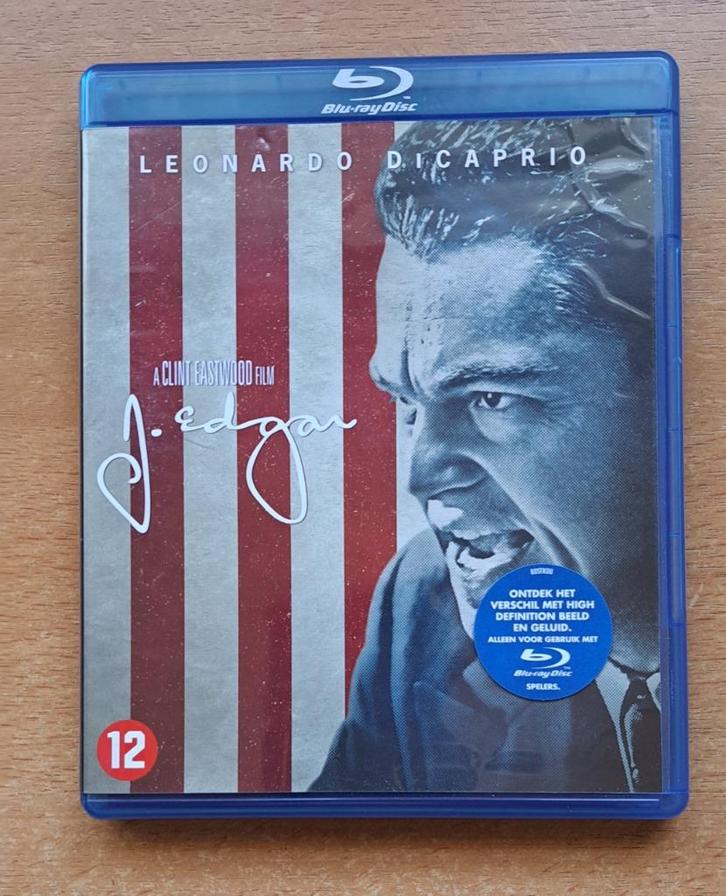 Blu-ray Disc
LEONARDO DICAPRIO
A CLINT EASTWOOD FILM
J. Edgar
ONTDEK HET
VERSCHIL MET HIGH
DEFINITION BEELD
EN GELUID.
ALLEEN VOOR GEBRUIK MET
Blu-ray Disc™
SPELERS.
12